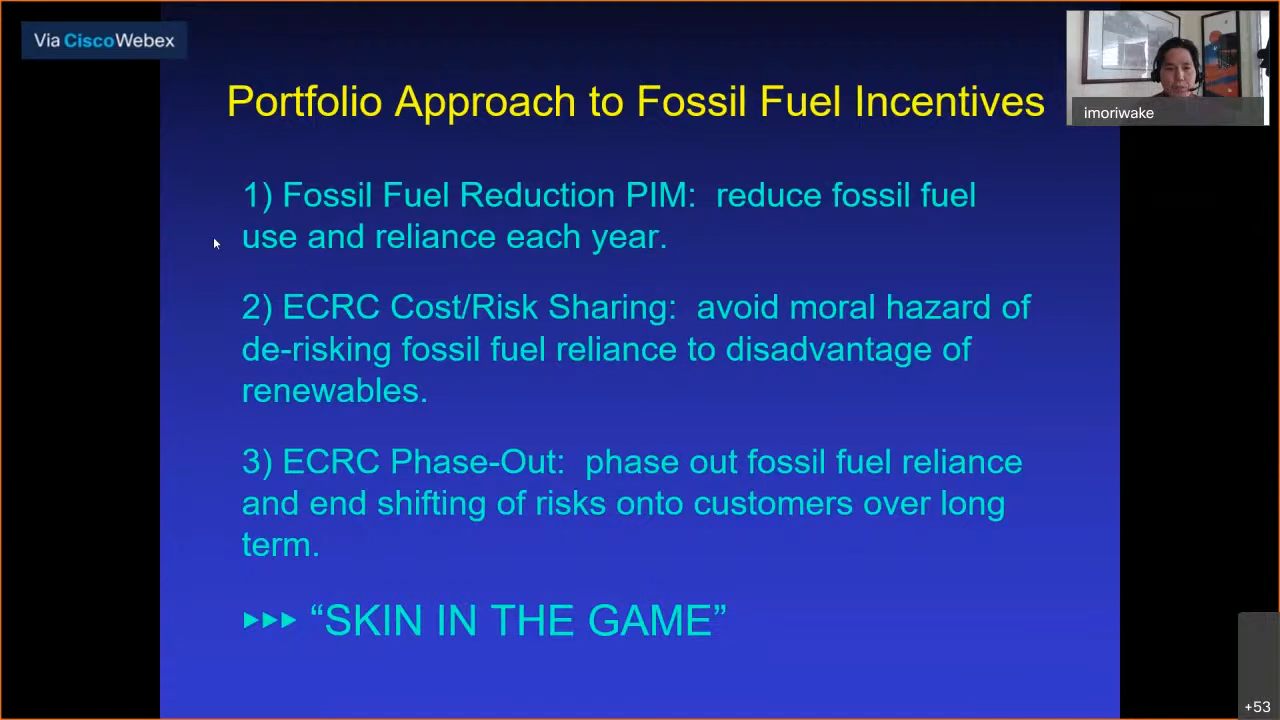 Via CiscoWebex
Portfolio Approach to Fossil Fuel Incentives
imoriwake
1) Fossil Fuel Reduction PIM: reduce fossil fuel
use and reliance each year.
2) ECRC Cost/Risk Sharing: avoid moral hazard of
de-risking fossil fuel reliance to disadvantage of
renewables.
3) ECRC Phase-Out: phase out fossil fuel reliance
and end shifting of risks onto customers over long
term.
▸▸▸ “SKIN IN THE GAME”
+53